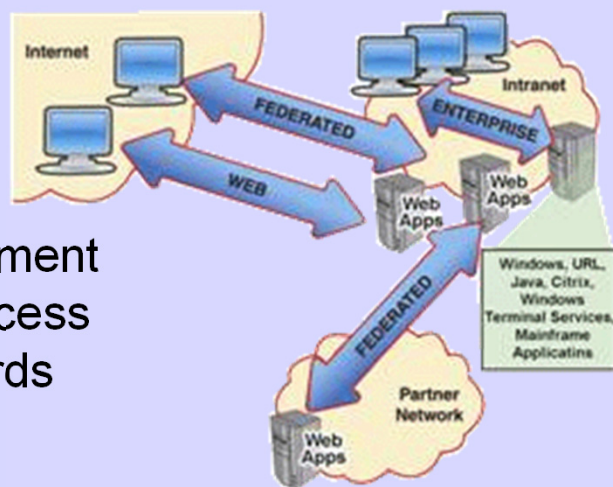 Internet
Intranet
FEDERATED
ENTERPRISE
WEB
Web
Apps
Web
Apps
ment
cess
rds
Windows, URL,
Java, Citrix,
Windows
Terminal Services,
Mainframe
Applicatins
FEDERATED
Partner
Network
Web
Apps